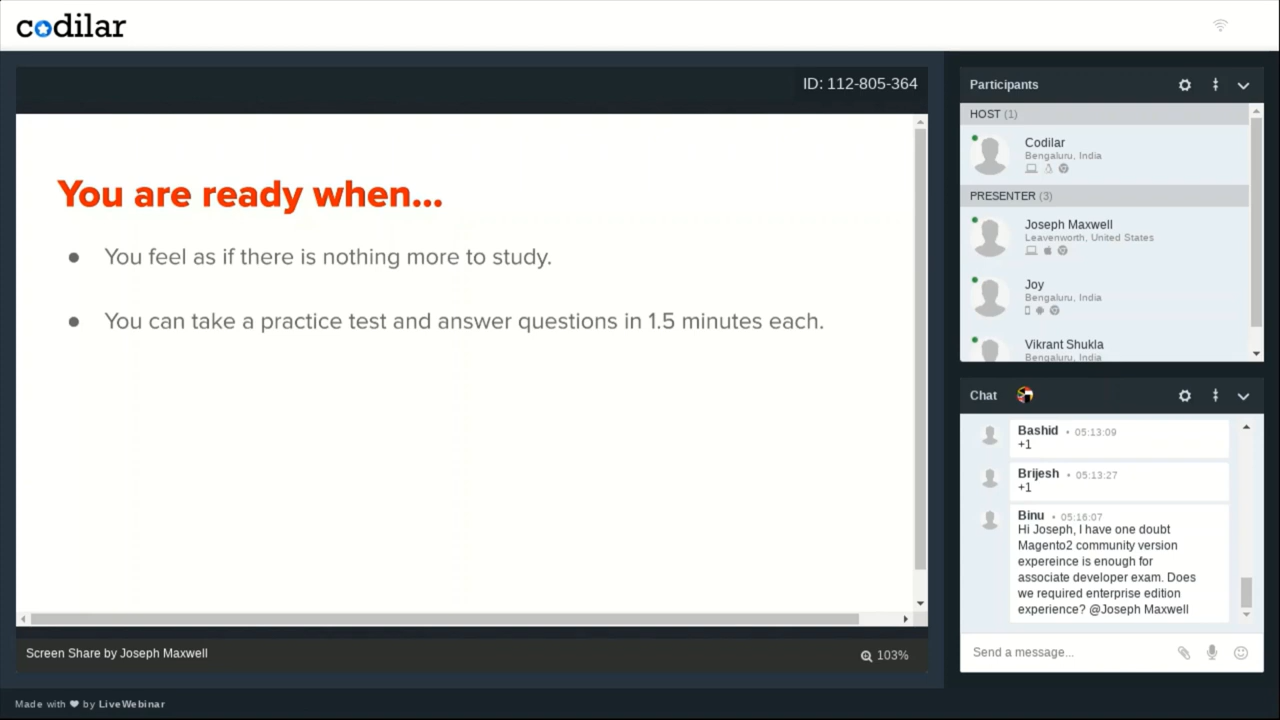 codilar
ID: 112-805-364
You are ready when...
● You feel as if there is nothing more to study.
● You can take a practice test and answer questions in 1.5 minutes each.
Screen Share by Joseph Maxwell
103%
Participants
HOST (1)
Codilar
Bengaluru, India
PRESENTER (3)
Joseph Maxwell
Leavenworth, United States
Joy
Bengaluru, India
Vikrant Shukla
Bengaluru, India
Chat
Bashid • 05:13:09
+1
Brijesh • 05:13:27
+1
Binu • 05:16:07
Hi Joseph, I have one doubt
Magento2 community version
expereince is enough for
associate developer exam. Does
we required enterprise edition
experience? @Joseph Maxwell
Send a message...
Made with ❤ by LiveWebinar